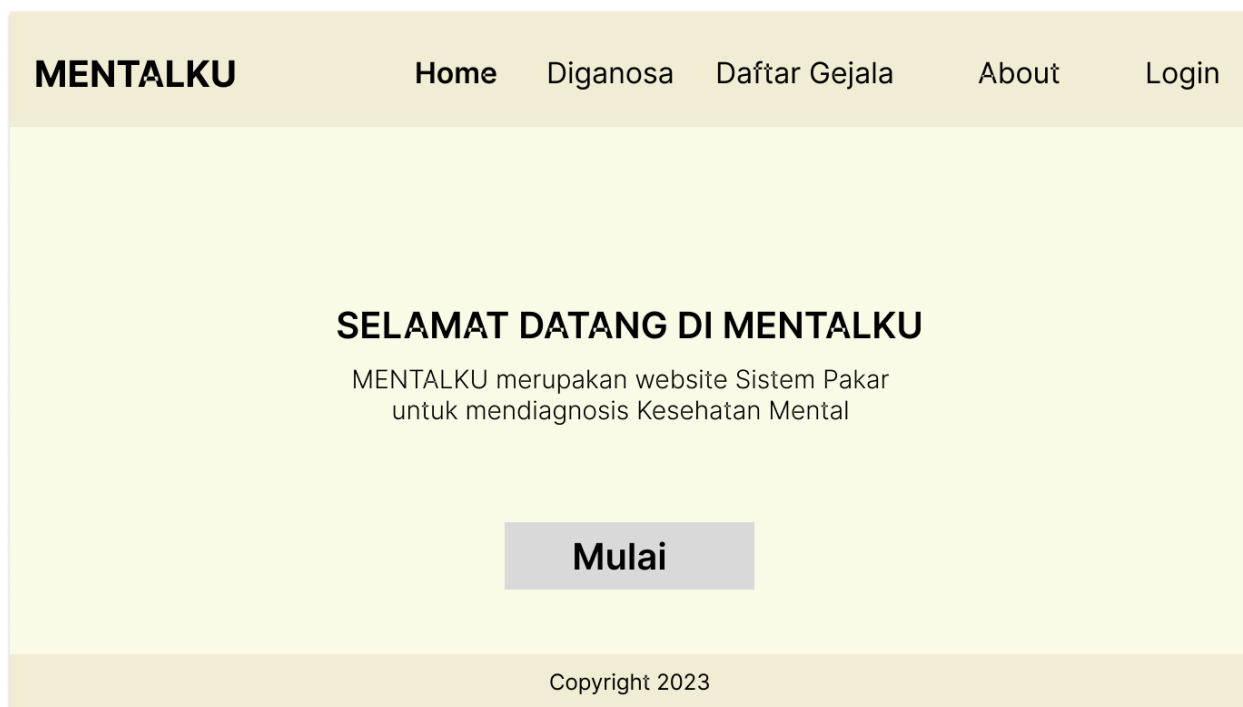 MENTALKU Home Diganosa Daftar Gejala About Login
SELAMAT DATANG DI MENTALKU
MENTALKU merupakan website Sistem Pakar
untuk mendiagnosis Kesehatan Mental
Mulai
Copyright 2023